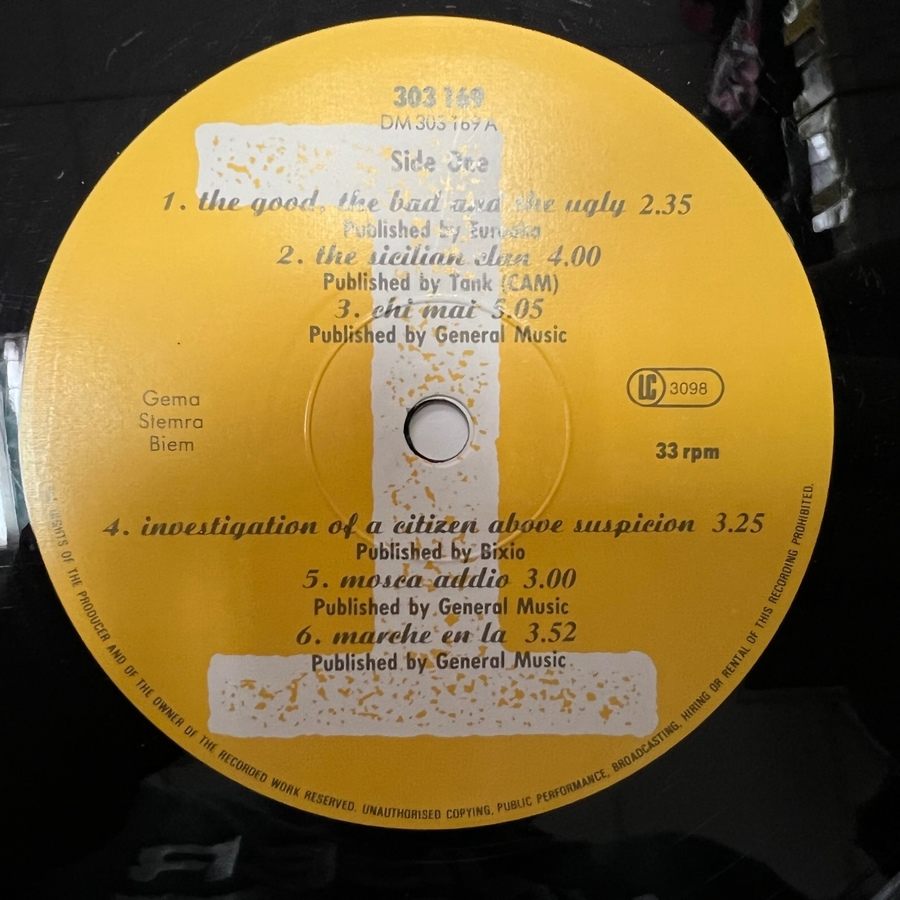 303 169
DM 303 169 A
Side One
1. the good, the bad and the ugly 2.35
Published by Eureska
2. the sicilian clan 4.00
Published by Tank (CAM)
3. chi mai 5.05
Published by General Music
Gema
Stemra
Biem
LC 3098
33 rpm
4. investigation of a citizen above suspicion 3.25
Published by Bixio
5. mosca addio 3.00
Published by General Music
6. marche en la 3.52
Published by General Music
RIGHTS OF THE PRODUCER AND OF THE OWNER OF THE RECORDED WORK RESERVED. UNAUTHORISED COPYING, PUBLIC PERFORMANCE, BROADCASTING, HIRING OR RENTAL OF THIS RECORDING PROHIBITED.